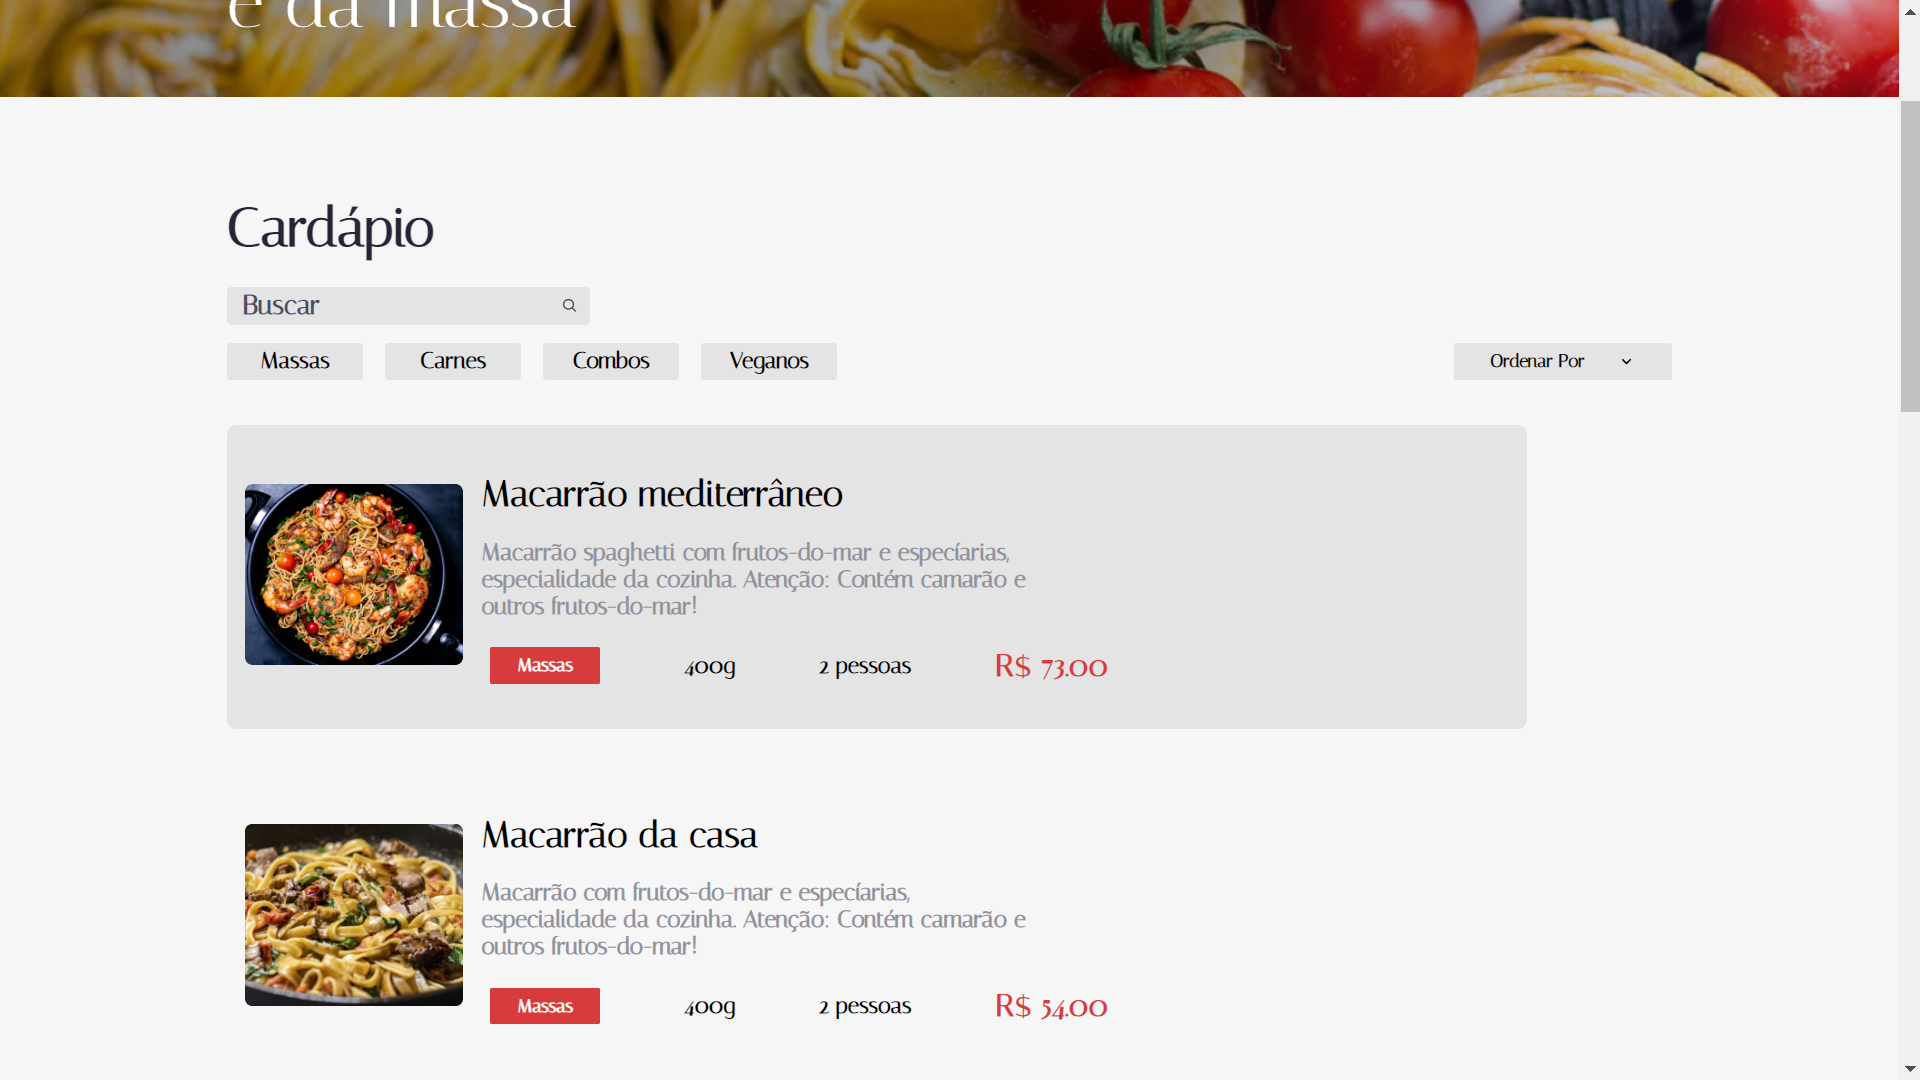 e da massa
Cardápio
Buscar
Massas
Carnes
Combos
Veganos
Ordenar Por
Macarrão mediterrâneo
Macarrão spaghetti com frutos-do-mar e especíarias,
especialidade da cozinha. Atenção: Contém camarão e
outros frutos-do-mar!
Massas
400g
2 pessoas
R$ 73.00
Macarrão da casa
Macarrão com frutos-do-mar e especíarias,
especialidade da cozinha. Atenção: Contém camarão e
outros frutos-do-mar!
Massas
400g
2 pessoas
R$ 54.00